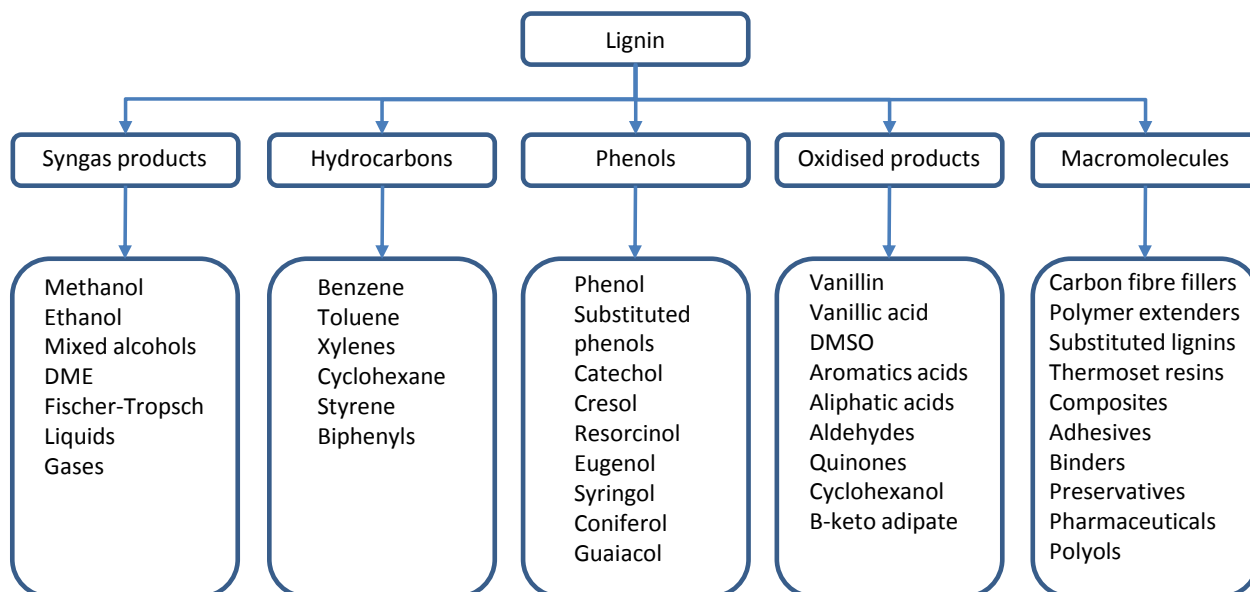 Lignin
Syngas products
Hydrocarbons
Phenols
Oxidised products
Macromolecules
Methanol
Ethanol
Mixed alcohols
DME
Fischer-Tropsch
Liquids
Gases
Benzene
Toluene
Xylenes
Cyclohexane
Styrene
Biphenyls
Phenol
Substituted
phenols
Catechol
Cresol
Resorcinol
Eugenol
Syringol
Coniferol
Guaiacol
Vanillin
Vanillic acid
DMSO
Aromatics acids
Aliphatic acids
Aldehydes
Quinones
Cyclohexanol
B-keto adipate
Carbon fibre fillers
Polymer extenders
Substituted lignins
Thermoset resins
Composites
Adhesives
Binders
Preservatives
Pharmaceuticals
Polyols